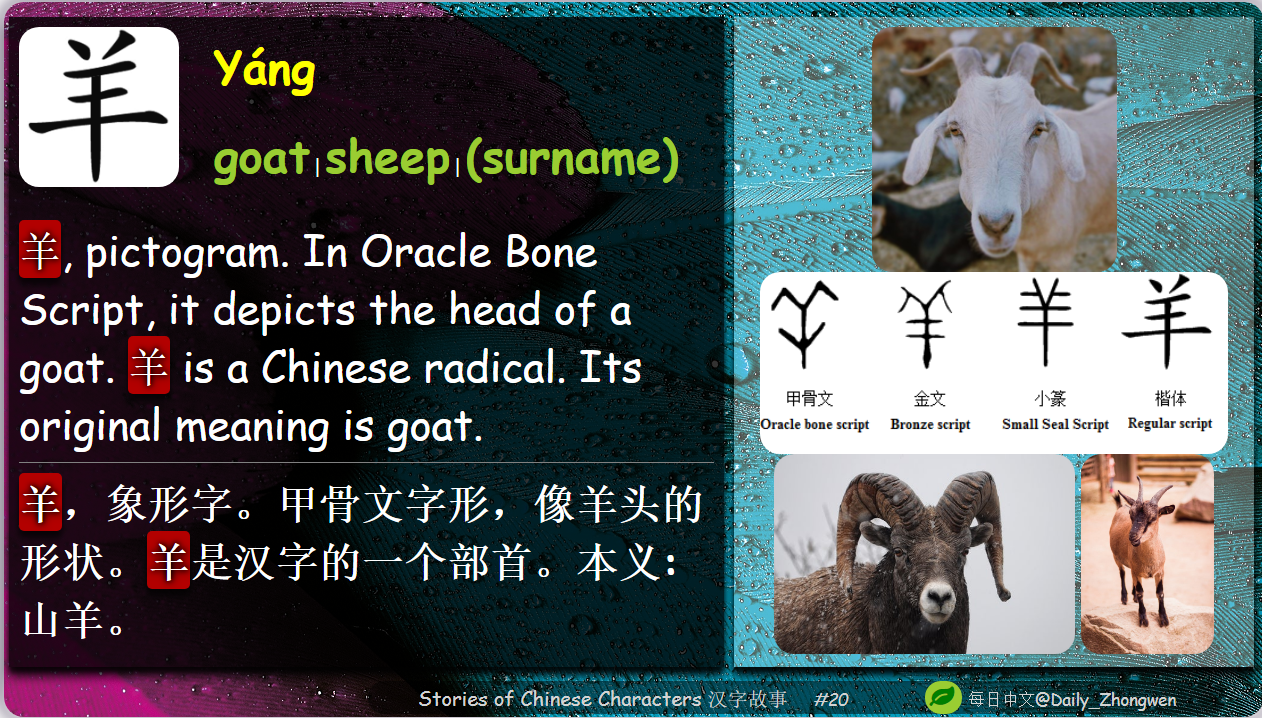 羊
Yáng
goat | sheep | (surname)
羊, pictogram. In Oracle Bone
Script, it depicts the head of a
goat. 羊 is a Chinese radical. Its
original meaning is goat.
羊，象形字。甲骨文字形，像羊头的
形状。羊是汉字的一个部首。本义：
山羊。
羊 羊
甲骨文 金文 小篆 楷体
Oracle bone script Bronze script Small Seal Script Regular script
Stories of Chinese Characters 汉字故事 #20
每日中文@Daily_Zhongwen